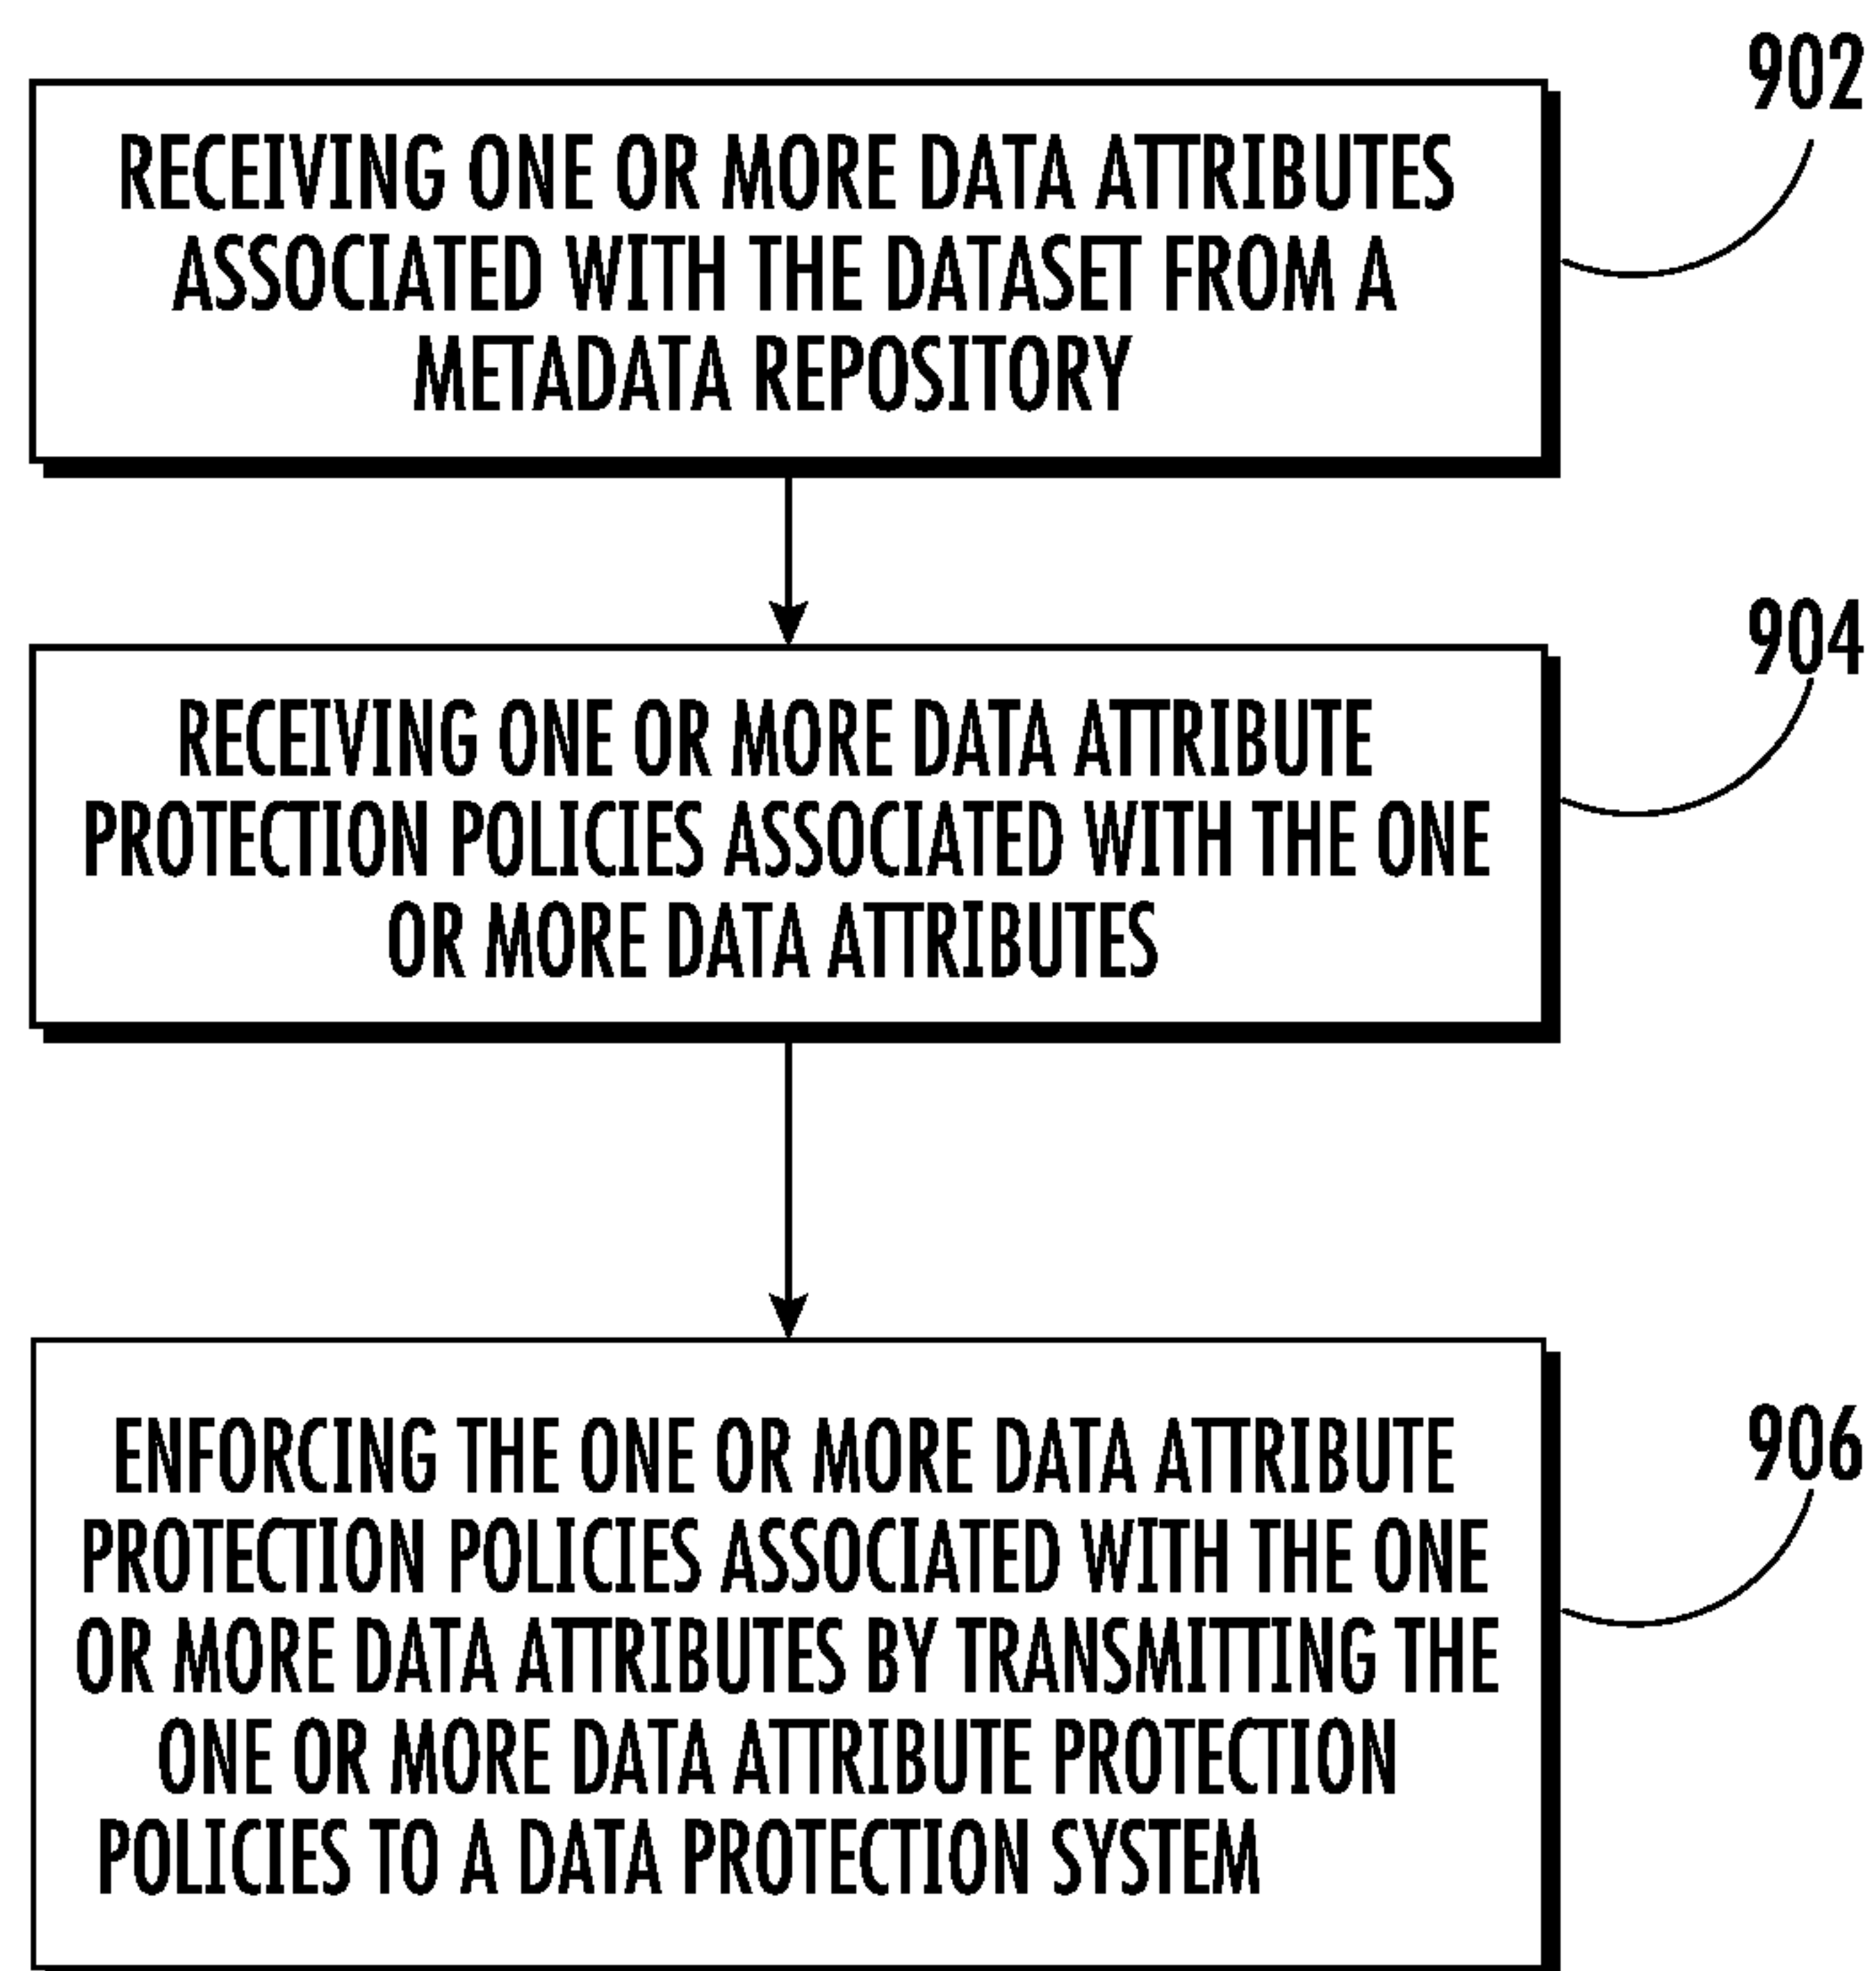 902
RECEIVING ONE OR MORE DATA ATTRIBUTES
ASSOCIATED WITH THE DATASET FROM A
METADATA REPOSITORY
904
RECEIVING ONE OR MORE DATA ATTRIBUTE
PROTECTION POLICIES ASSOCIATED WITH THE ONE
OR MORE DATA ATTRIBUTES
906
ENFORCING THE ONE OR MORE DATA ATTRIBUTE
PROTECTION POLICIES ASSOCIATED WITH THE ONE
OR MORE DATA ATTRIBUTES BY TRANSMITTING THE
ONE OR MORE DATA ATTRIBUTE PROTECTION
POLICIES TO A DATA PROTECTION SYSTEM